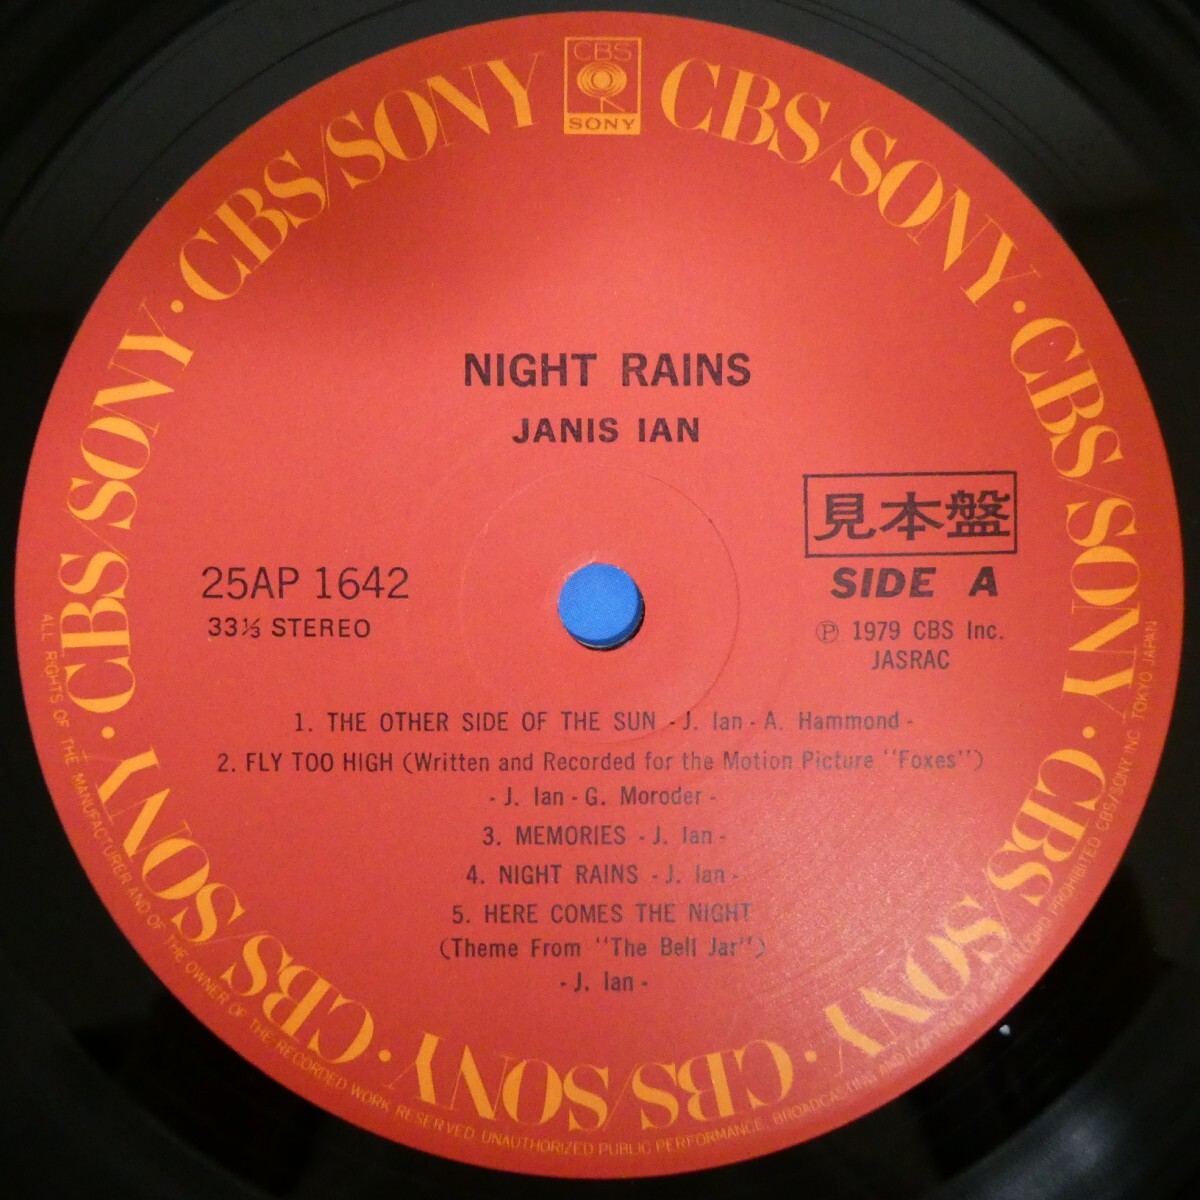 CBS
SONY
CBS/SONY · CBS/SONY · CBS/SONY · CBS/SONY · CBS/SONY · CBS/SONY · CBS/SONY · CBS/SONY
NIGHT RAINS
JANIS IAN
見本盤
25AP 1642
SIDE A
33⅓ STEREO
Ⓟ 1979 CBS Inc.
JASRAC
1. THE OTHER SIDE OF THE SUN - J. Ian - A. Hammond -
2. FLY TOO HIGH (Written and Recorded for the Motion Picture "Foxes")
- J. Ian - G. Moroder -
3. MEMORIES - J. Ian -
4. NIGHT RAINS - J. Ian -
5. HERE COMES THE NIGHT
(Theme From "The Bell Jar")
- J. Ian -
ALL RIGHTS OF THE MANUFACTURER AND OF THE OWNER OF THE RECORDED WORK RESERVED. UNAUTHORIZED PUBLIC PERFORMANCE. BROADCASTING AND COPYING PROHIBITED CBS/SONY INC TOKYO JAPAN